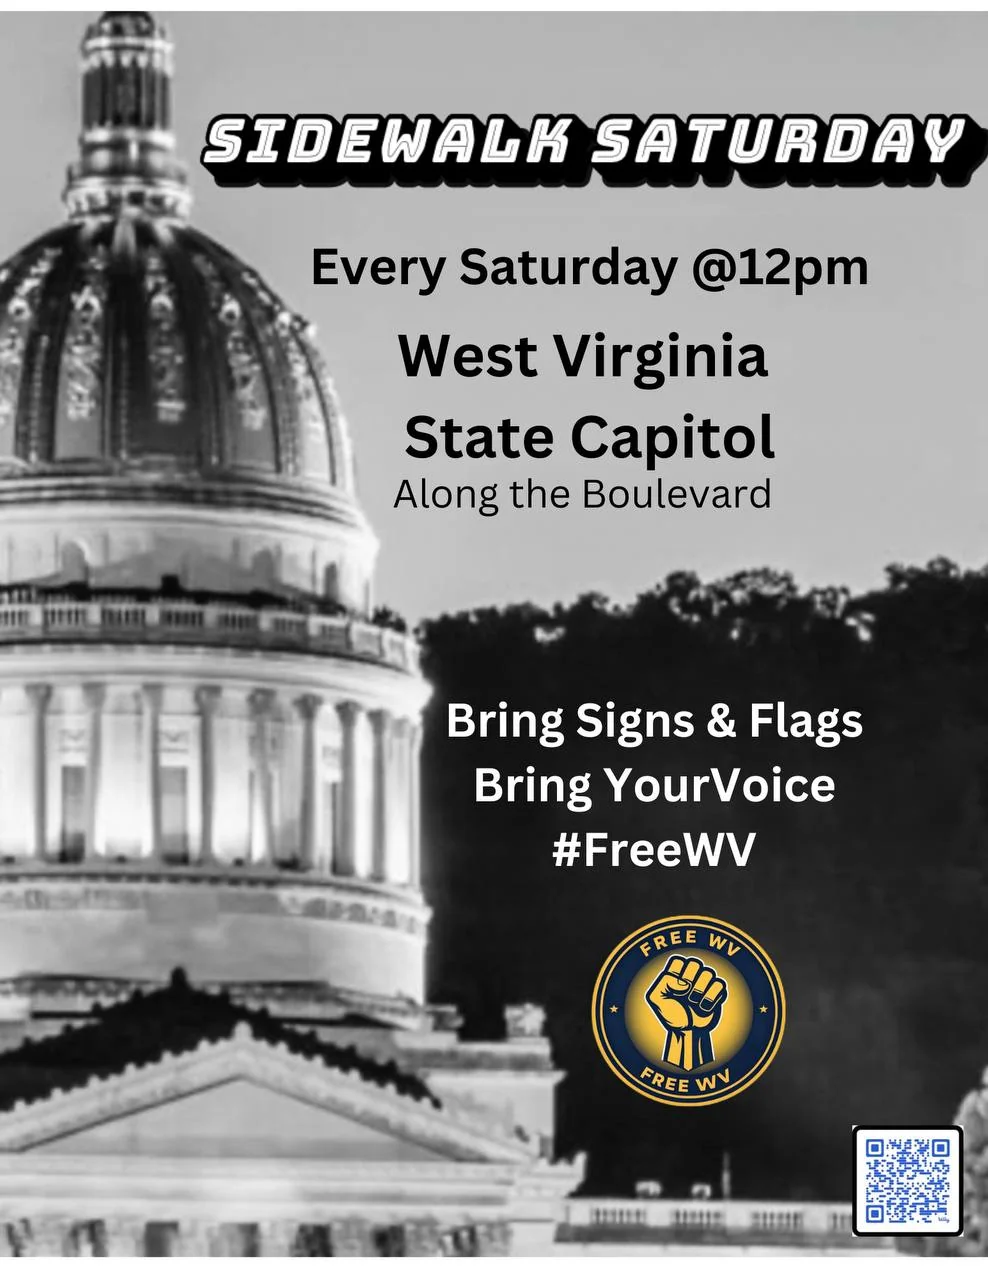 SIDEWALK SATURDAY
Every Saturday @12pm
West Virginia
State Capitol
Along the Boulevard
Bring Signs & Flags
Bring YourVoice
#FreeWV
FREE WV
FREE WV